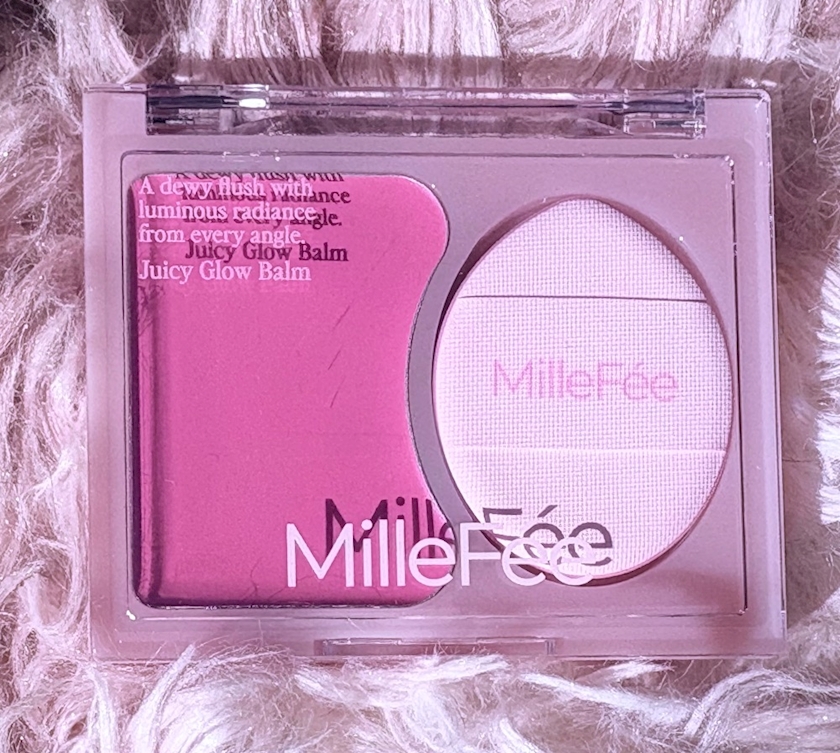 A dewy flush with
luminous radiance
from every angle.
Juicy Glow Balm
MilleFée
MilleFée